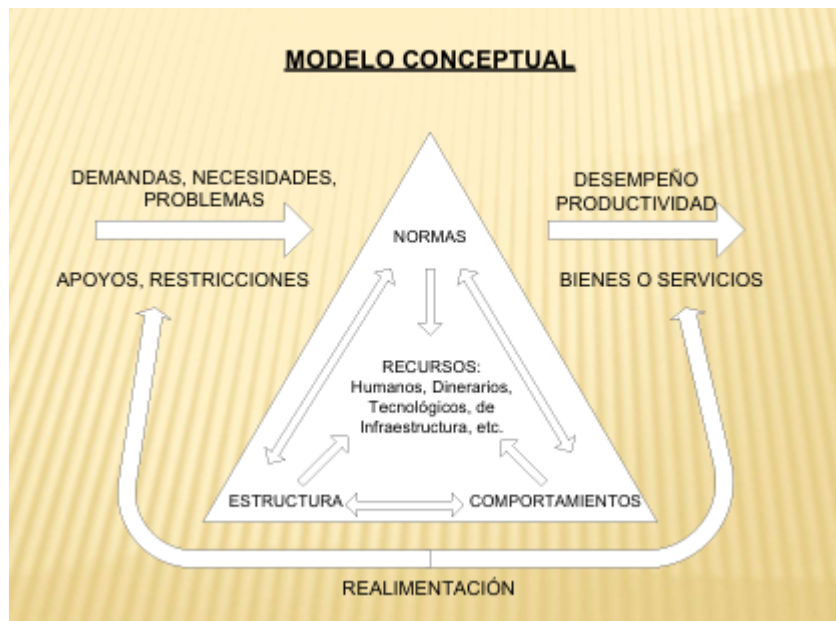 MODELO CONCEPTUAL
DEMANDAS, NECESIDADES,
PROBLEMAS
APOYOS, RESTRICCIONES
NORMAS
RECURSOS:
Humanos, Dinerarios,
Tecnológicos, de
Infraestructura, etc.
ESTRUCTURA
COMPORTAMIENTOS
DESEMPEÑO
PRODUCTIVIDAD
BIENES O SERVICIOS
REALIMENTACIÓN